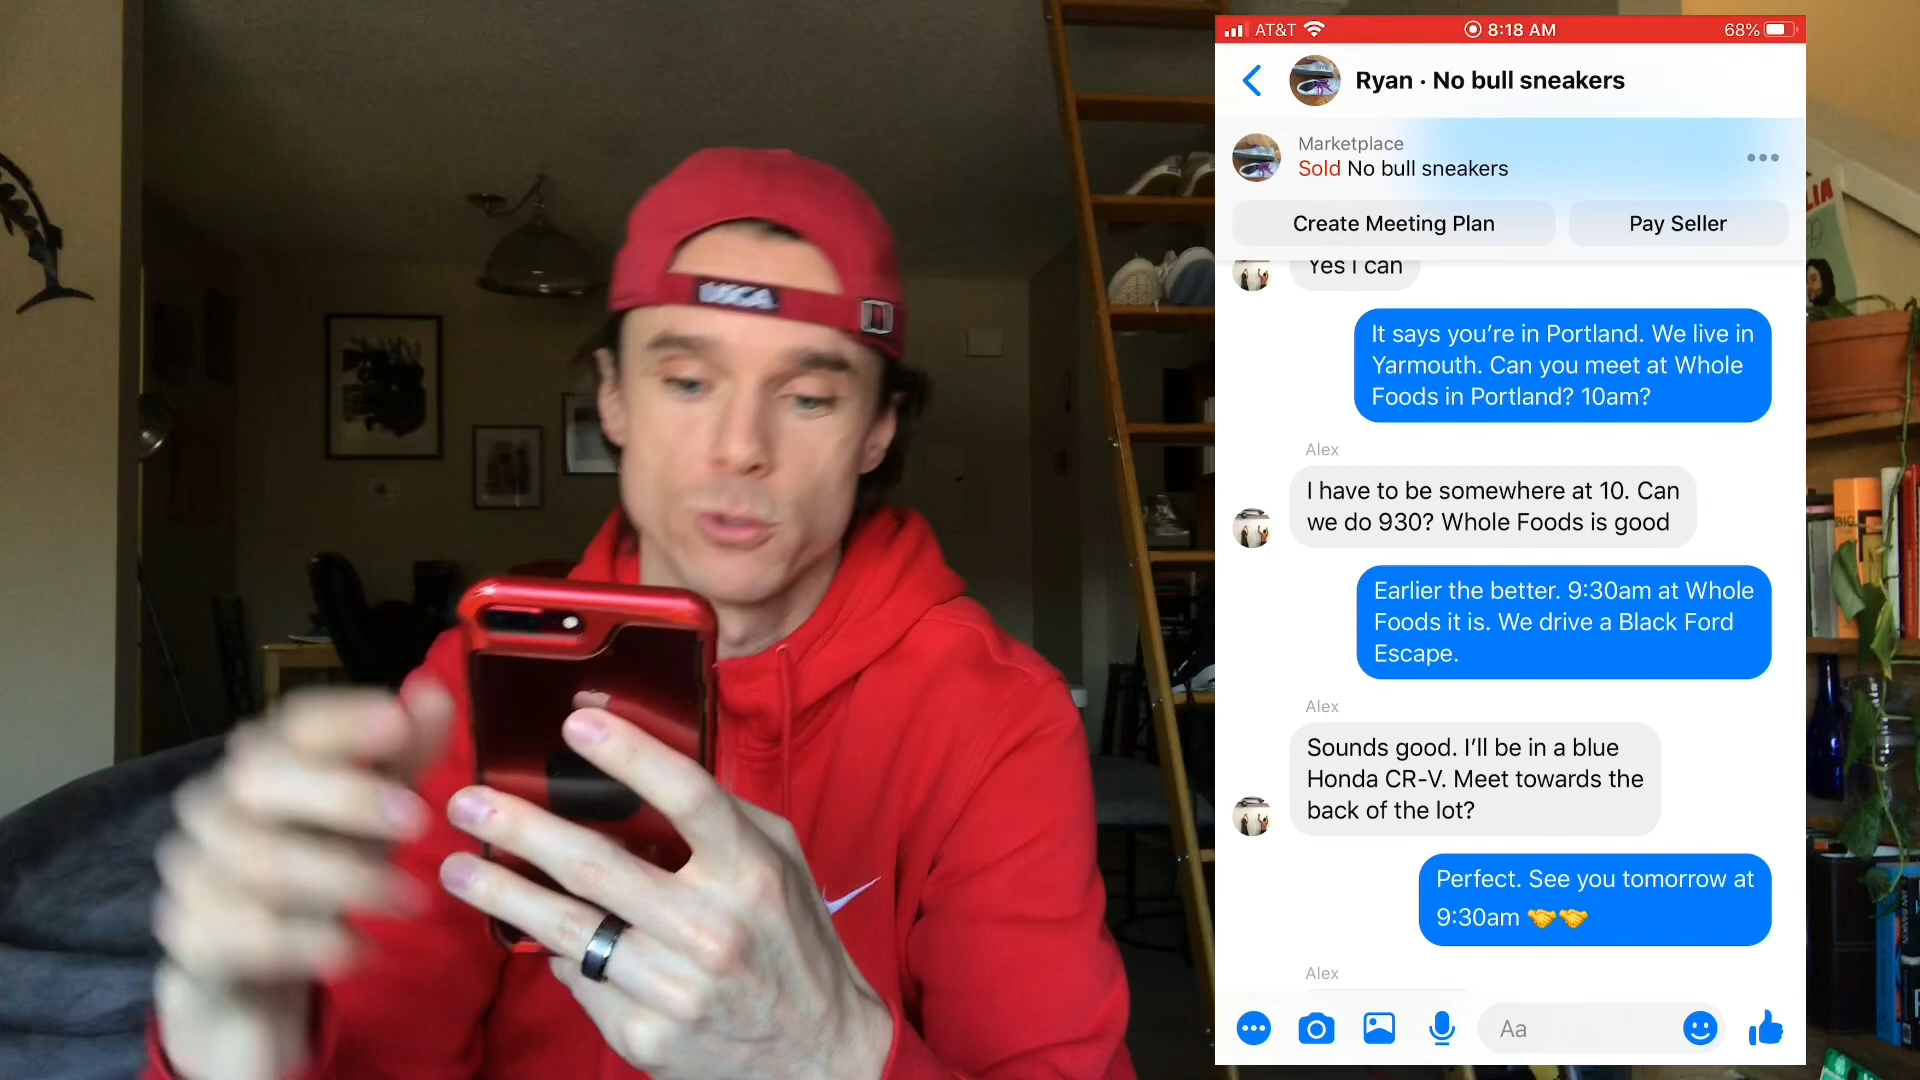 AT&T
8:18 AM
68%
Ryan · No bull sneakers
Marketplace
Sold No bull sneakers
Create Meeting Plan
Pay Seller
Yes I can
It says you’re in Portland. We live in
Yarmouth. Can you meet at Whole
Foods in Portland? 10am?
Alex
I have to be somewhere at 10. Can
we do 930? Whole Foods is good
Earlier the better. 9:30am at Whole
Foods it is. We drive a Black Ford
Escape.
Alex
Sounds good. I’ll be in a blue
Honda CR-V. Meet towards the
back of the lot?
Perfect. See you tomorrow at
9:30am 🤝🤝
Alex
Aa